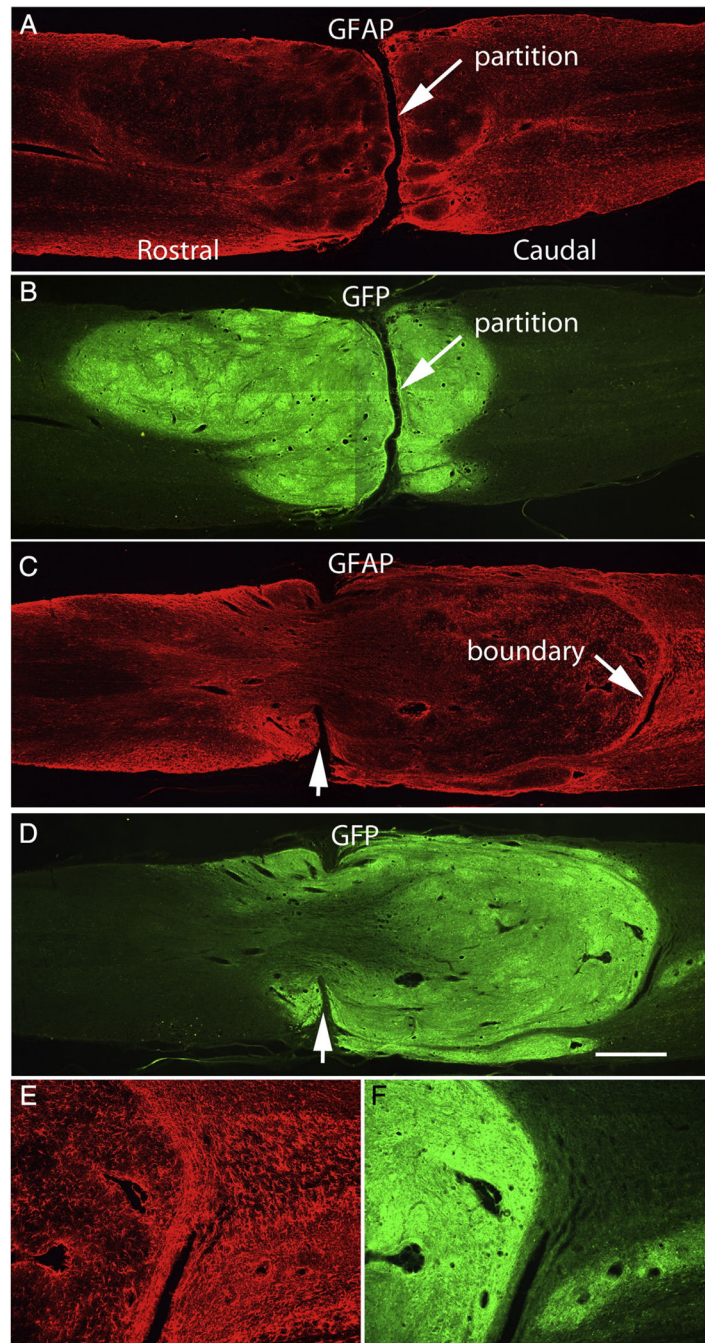 A
GFAP
partition
Rostral
Caudal
B
GFP
partition
C
GFAP
boundary
D
GFP
E
F